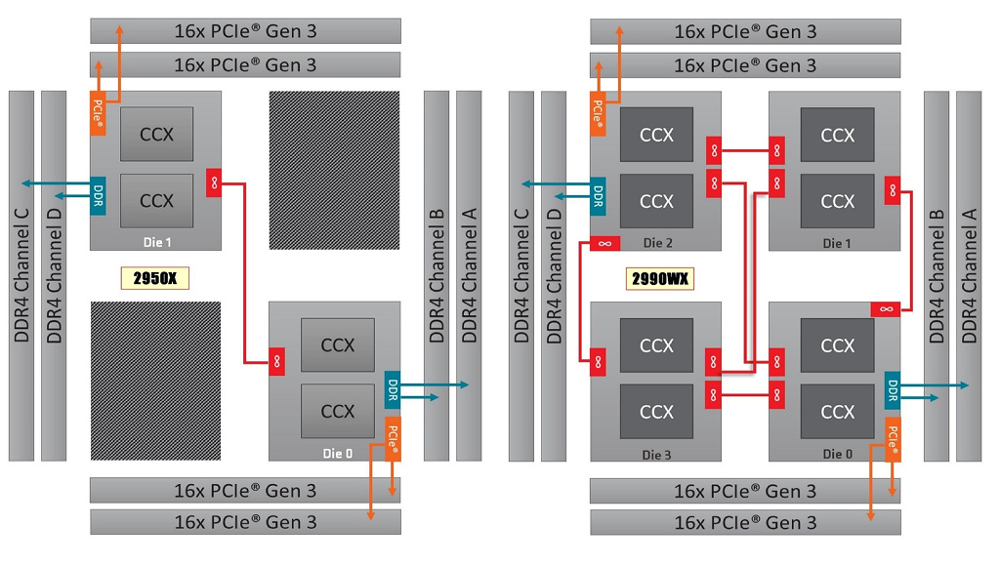 16x PCIe® Gen 3
16x PCIe® Gen 3
DDR4 Channel C
DDR4 Channel D
PCIe®
DDR
CCX
CCX
∞
Die 1
2950X
∞
CCX
CCX
DDR
PCIe®
Die 0
DDR4 Channel B
DDR4 Channel A
16x PCIe® Gen 3
16x PCIe® Gen 3
16x PCIe® Gen 3
16x PCIe® Gen 3
DDR4 Channel C
DDR4 Channel D
PCIe®
DDR
CCX
CCX
∞
∞
∞
Die 2
∞
∞
CCX
CCX
∞
Die 1
2990WX
∞
CCX
CCX
∞
∞
Die 3
∞
∞
∞
CCX
CCX
DDR
PCIe®
Die 0
DDR4 Channel B
DDR4 Channel A
16x PCIe® Gen 3
16x PCIe® Gen 3